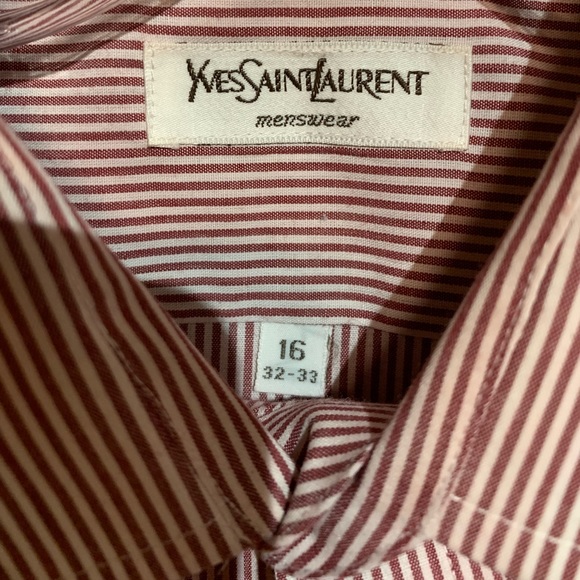 YVESSAINTLAURENT
menswear
16
32-33